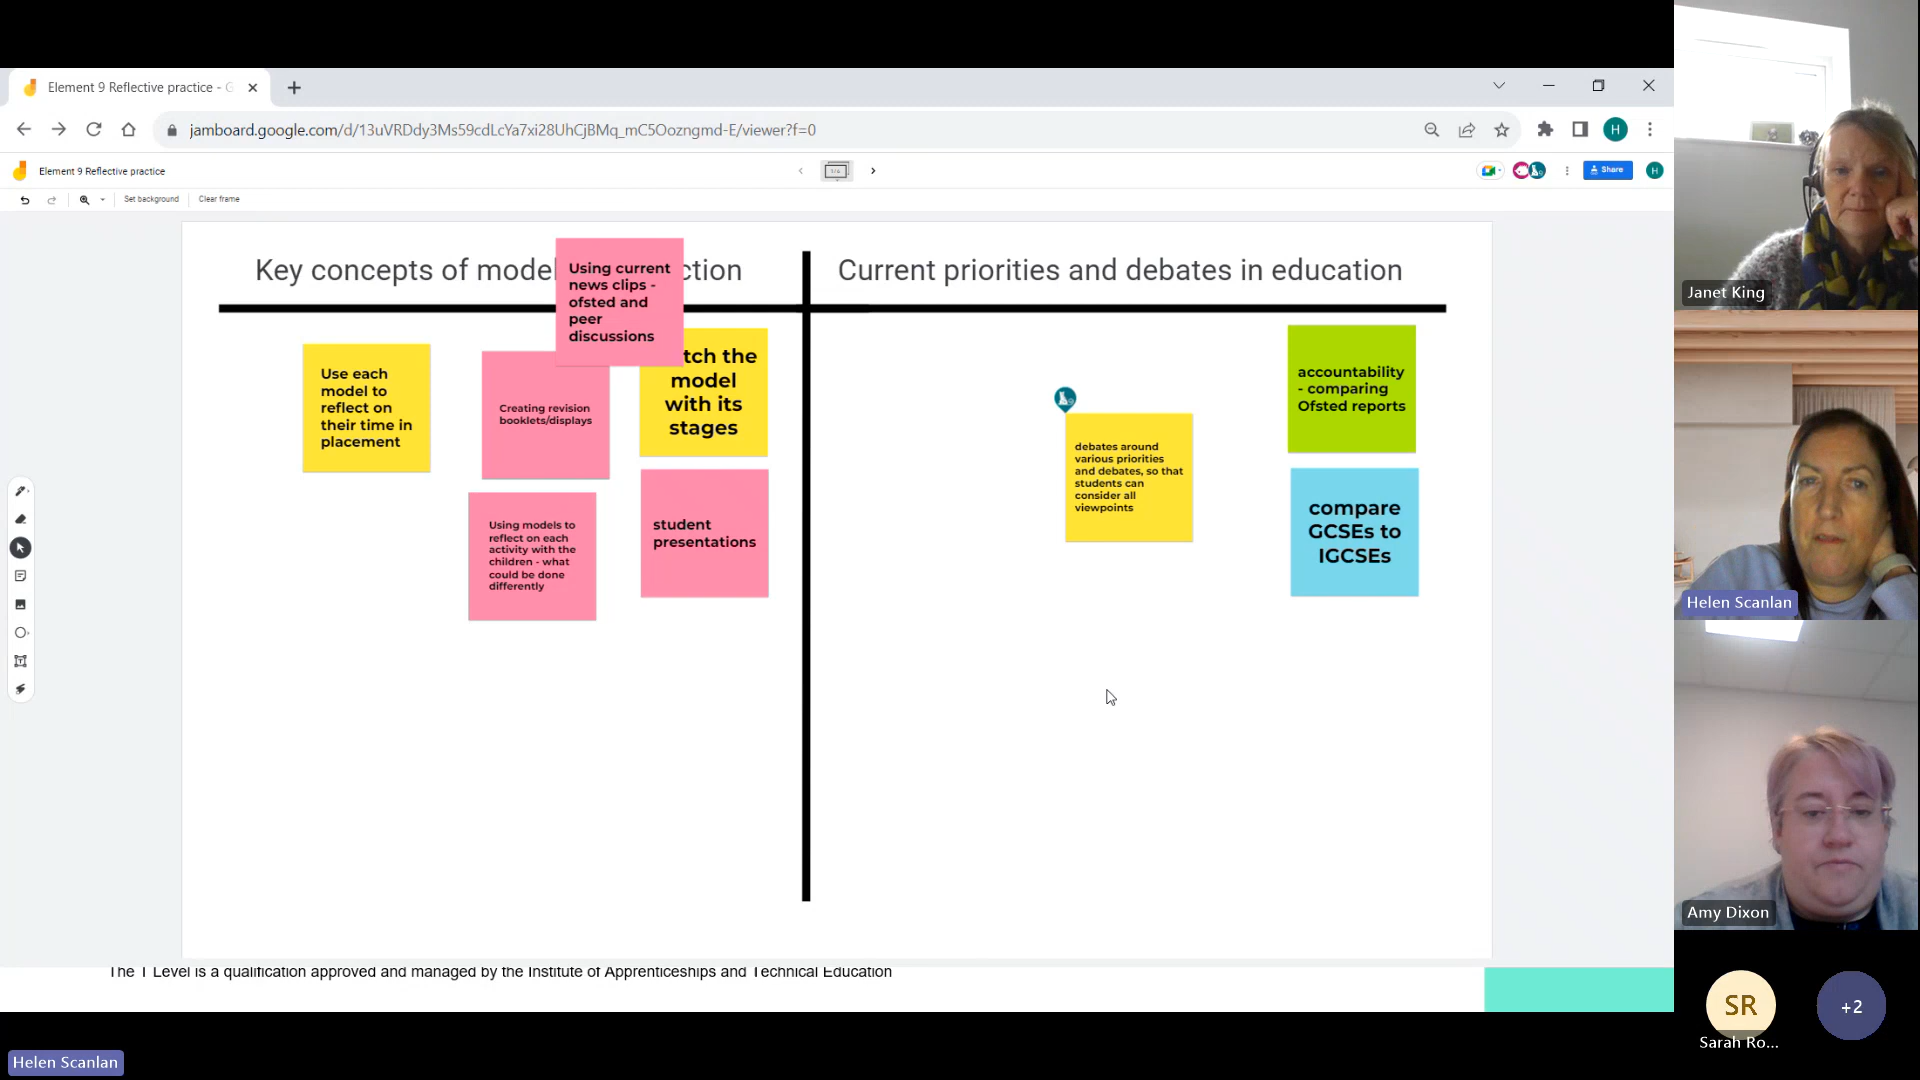 Element 9 Reflective practice - G
jamboard.google.com/d/13uVRDdy3Ms59cdLcYa7xi28UhCjBMq_mC5Oozngmd-E/viewer?f=0
H
Element 9 Reflective practice
1/4
Share
H
Set background
Clear frame
Key concepts of model
ction
Current priorities and debates in education
Using current
news clips -
ofsted and
peer
discussions
Use each
model to
reflect on
their time in
placement
Creating revision
booklets/displays
tch the
model
with its
stages
Using models to
reflect on each
activity with the
children - what
could be done
differently
student
presentations
debates around
various priorities
and debates, so that
students can
consider all
viewpoints
accountability
- comparing
Ofsted reports
compare
GCSEs to
IGCSEs
The T Level is a qualification approved and managed by the Institute of Apprenticeships and Technical Education
Janet King
Helen Scanlan
Amy Dixon
SR
+2
Sarah Ro...
Helen Scanlan